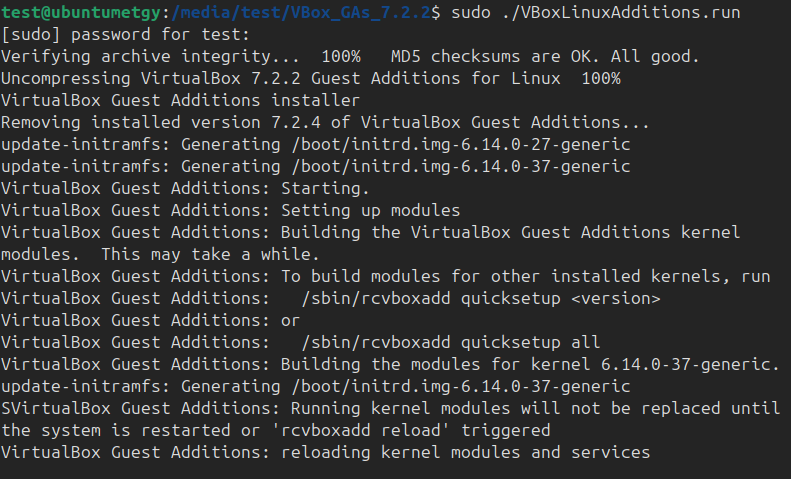 test@ubuntumetgy:/media/test/VBox_GAs_7.2.2$ sudo ./VBoxLinuxAdditions.run
[sudo] password for test:
Verifying archive integrity...  100%   MD5 checksums are OK. All good.
Uncompressing VirtualBox 7.2.2 Guest Additions for Linux  100%
VirtualBox Guest Additions installer
Removing installed version 7.2.4 of VirtualBox Guest Additions...
update-initramfs: Generating /boot/initrd.img-6.14.0-27-generic
update-initramfs: Generating /boot/initrd.img-6.14.0-37-generic
VirtualBox Guest Additions: Starting.
VirtualBox Guest Additions: Setting up modules
VirtualBox Guest Additions: Building the VirtualBox Guest Additions kernel
modules.  This may take a while.
VirtualBox Guest Additions: To build modules for other installed kernels, run
VirtualBox Guest Additions:   /sbin/rcvboxadd quicksetup <version>
VirtualBox Guest Additions: or
VirtualBox Guest Additions:   /sbin/rcvboxadd quicksetup all
VirtualBox Guest Additions: Building the modules for kernel 6.14.0-37-generic.
update-initramfs: Generating /boot/initrd.img-6.14.0-37-generic
SVirtualBox Guest Additions: Running kernel modules will not be replaced until
the system is restarted or 'rcvboxadd reload' triggered
VirtualBox Guest Additions: reloading kernel modules and services